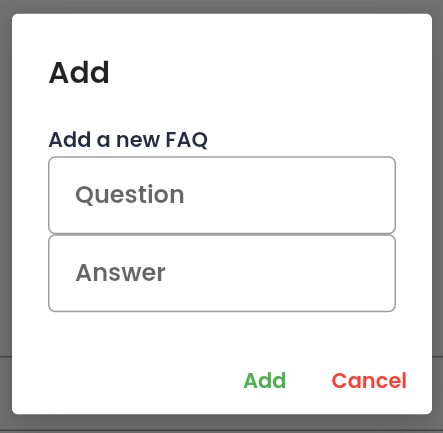 Add
Add a new FAQ
Question
Answer
Add Cancel